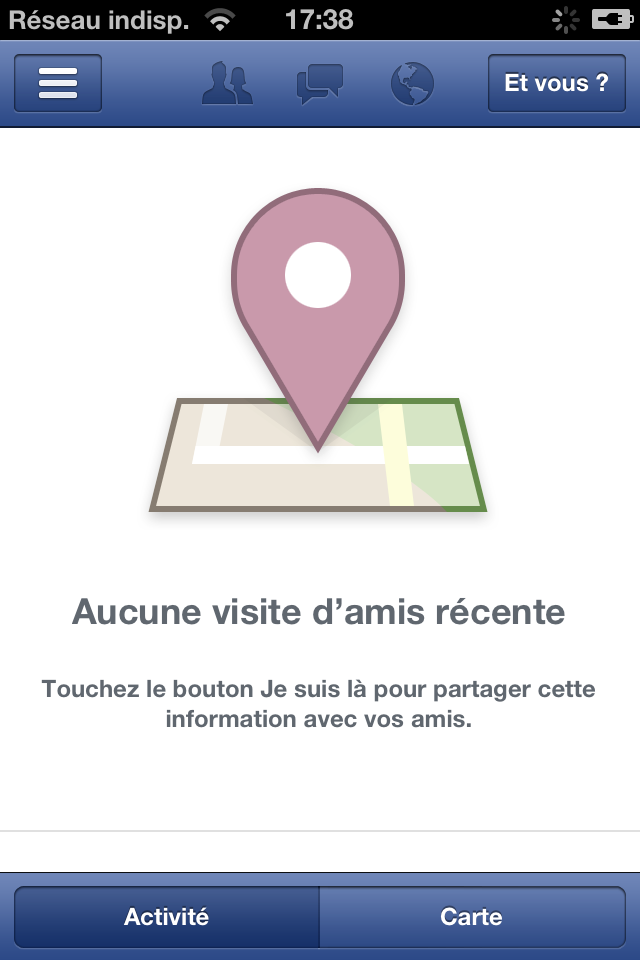 Réseau indisp. 17:38
Et vous ?
Aucune visite d’amis récente
Touchez le bouton Je suis là pour partager cette
information avec vos amis.
Activité Carte